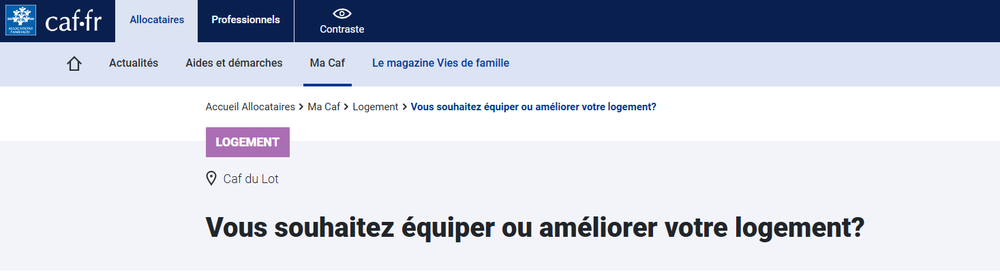 ALLOCATIONS
FAMILIALES
caf.fr
Allocataires
Professionnels
Contraste
Actualités
Aides et démarches
Ma Caf
Le magazine Vies de famille
Accueil Allocataires > Ma Caf > Logement > Vous souhaitez équiper ou améliorer votre logement?
LOGEMENT
Caf du Lot
Vous souhaitez équiper ou améliorer votre logement?